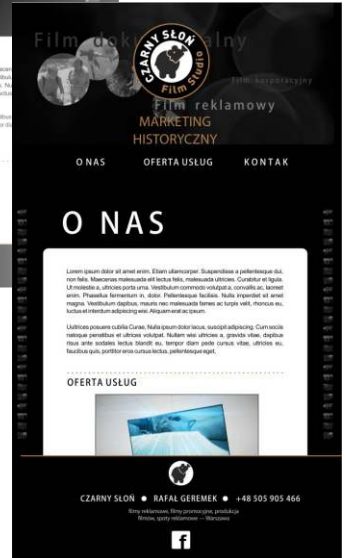 Film dokumentalny
CZARNY SŁOŃ
Film Studio
Film korporacyjny
Film reklamowy
MARKETING
HISTORYCZNY
O NAS OFERTA USŁUG KONTAK
O NAS
Lorem ipsum dolor sit amet enim. Etiam ullamcorper. Suspendisse a pellentesque dui,
non felis. Maecenas malesuada elit lectus felis, malesuada ultricies. Curabitur et ligula.
Ut molestie a, ultricies porta urna. Vestibulum commodo volutpat a, convallis ac, laoreet
enim. Phasellus fermentum in, dolor. Pellentesque facilisis. Nulla imperdiet sit amet
magna. Vestibulum dapibus, mauris nec malesuada fames ac turpis velit, rhoncus eu,
luctus et interdum adipiscing wisi. Aliquam erat ac ipsum.
posuere cubilia Curae, Nulla ipsum dolor lacus, suscipit adipiscing. Cum sociis
natoque penatibus et ultrices volutpat. Nullam wisi ultricies a, gravida vitae, dapibus
risus ante sodales lectus blandit eu, tempor diam pede cursus vitae, ultricies eu,
faucibus quis, porttitor eros cursus lectus, pellentesque eget,
OFERTA USŁUG
CZARNY SŁOŃ ● RAFAŁ GEREMEK ● +48 505 905 466
filmy reklamowe, filmy promocyjne, produkcja
filmów, spoty reklamowe — Warszawa
f